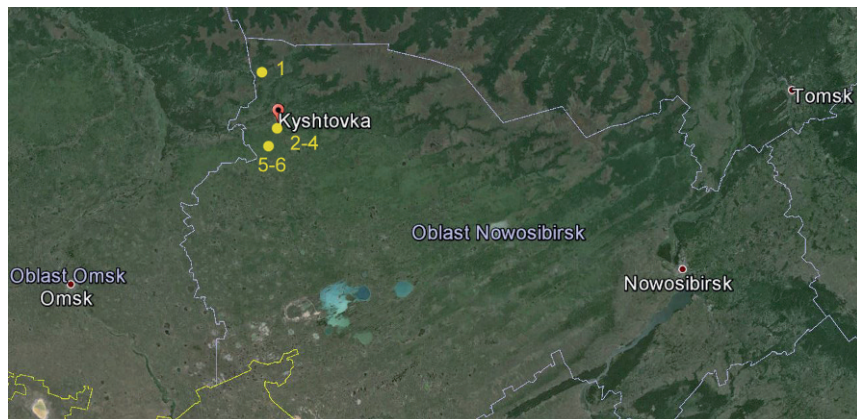 1
Kyshtovka
2-4
5-6
Tomsk
Oblast Nowosibirsk
Oblast Omsk
Omsk
Nowosibirsk